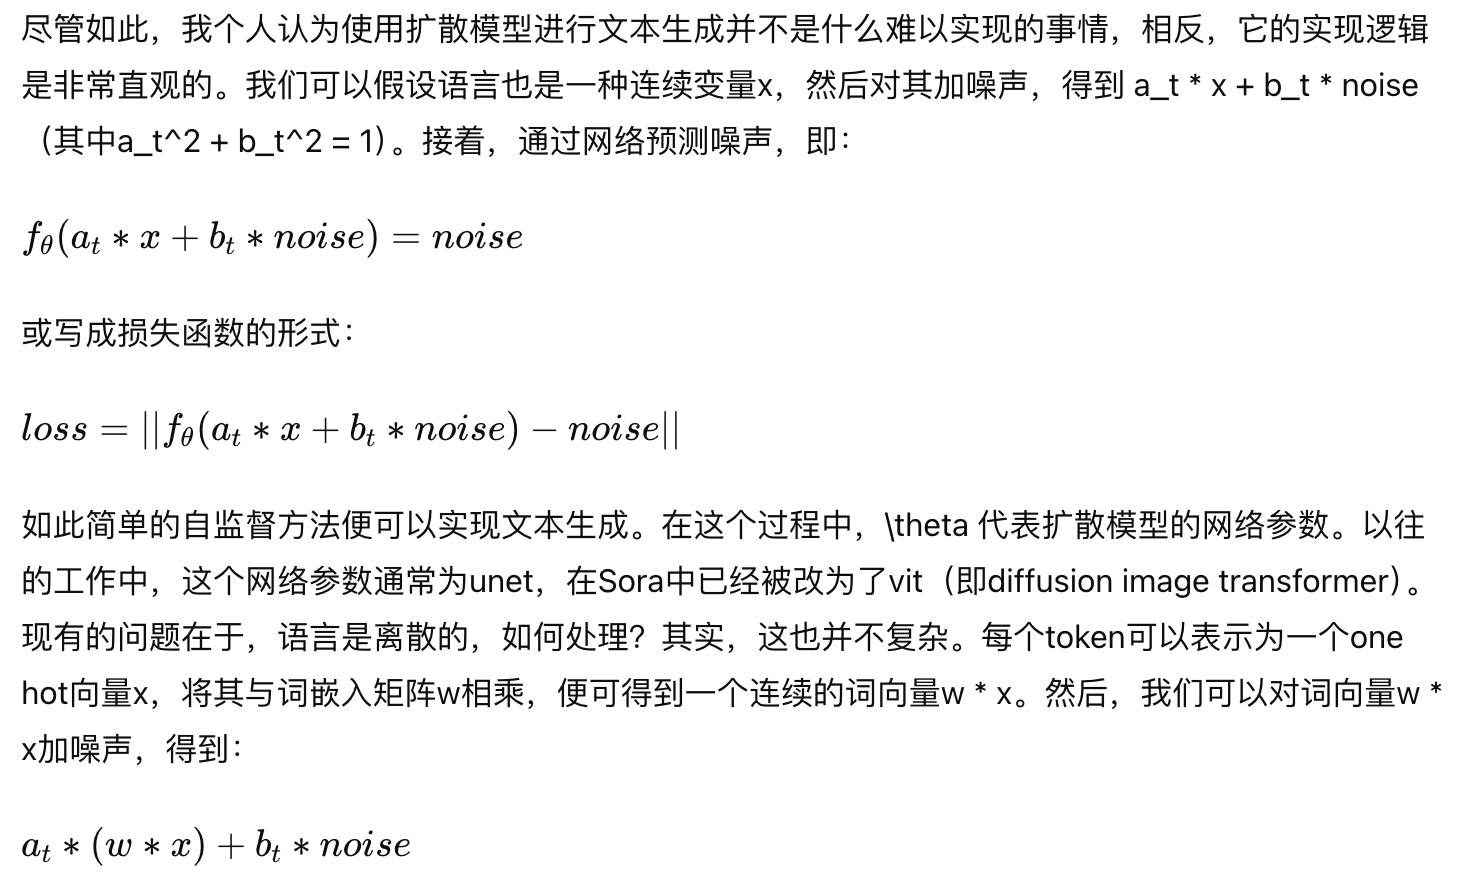 尽管如此，我个人认为使用扩散模型进行文本生成并不是什么难以实现的事情，相反，它的实现逻辑
是非常直观的。我们可以假设语言也是一种连续变量x，然后对其加噪声，得到 a_t * x + b_t * noise
（其中a_t^2 + b_t^2 = 1）。接着，通过网络预测噪声，即：
f_θ(a_t * x + b_t * noise) = noise
或写成损失函数的形式：
loss = ||f_θ(a_t * x + b_t * noise) − noise||
如此简单的自监督方法便可以实现文本生成。在这个过程中，\theta 代表扩散模型的网络参数。以往
的工作中，这个网络参数通常为unet，在Sora中已经被改为了vit（即diffusion image transformer）。
现有的问题在于，语言是离散的，如何处理？其实，这也并不复杂。每个token可以表示为一个one
hot向量x，将其与词嵌入矩阵w相乘，便可得到一个连续的词向量w * x。然后，我们可以对词向量w *
x加噪声，得到：
a_t * (w * x) + b_t * noise